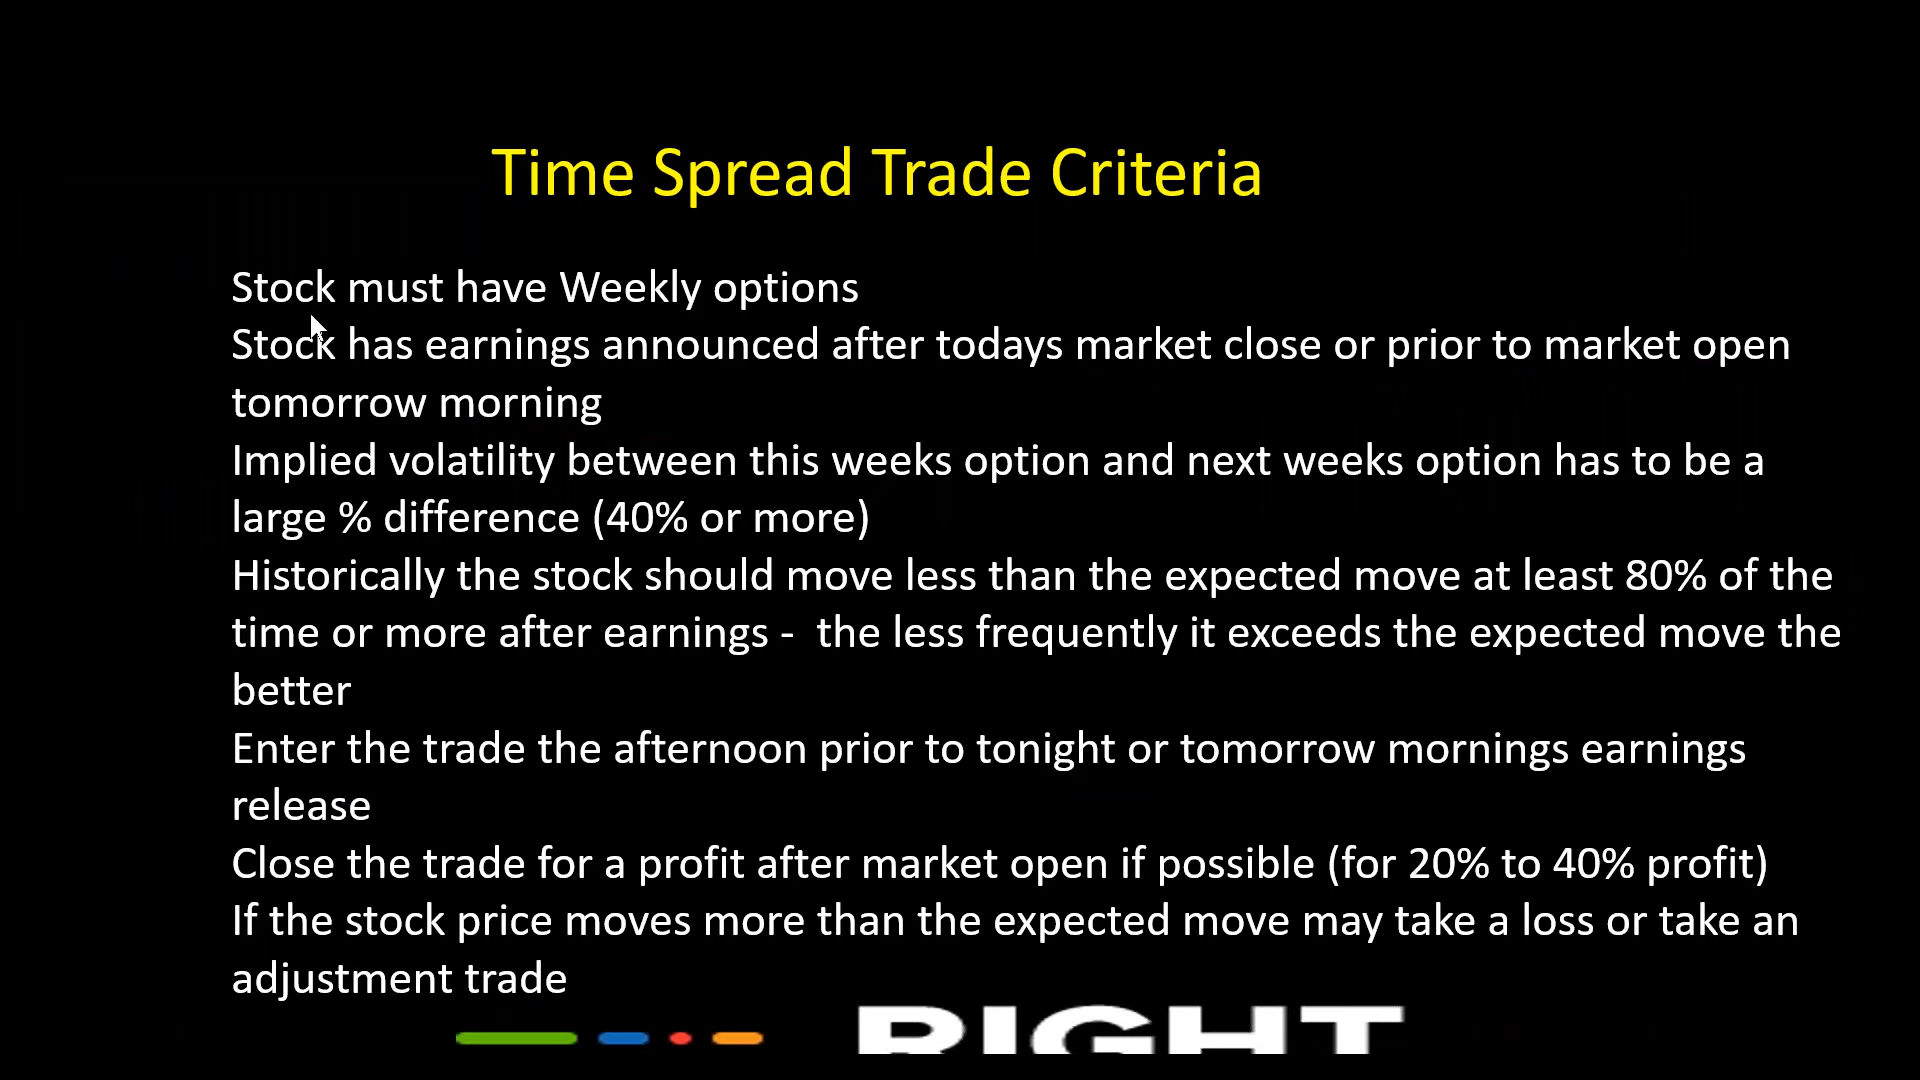 Time Spread Trade Criteria
Stock must have Weekly options
Stock has earnings announced after todays market close or prior to market open
tomorrow morning
Implied volatility between this weeks option and next weeks option has to be a
large % difference (40% or more)
Historically the stock should move less than the expected move at least 80% of the
time or more after earnings -  the less frequently it exceeds the expected move the
better
Enter the trade the afternoon prior to tonight or tomorrow mornings earnings
release
Close the trade for a profit after market open if possible (for 20% to 40% profit)
If the stock price moves more than the expected move may take a loss or take an
adjustment trade
RIGHT